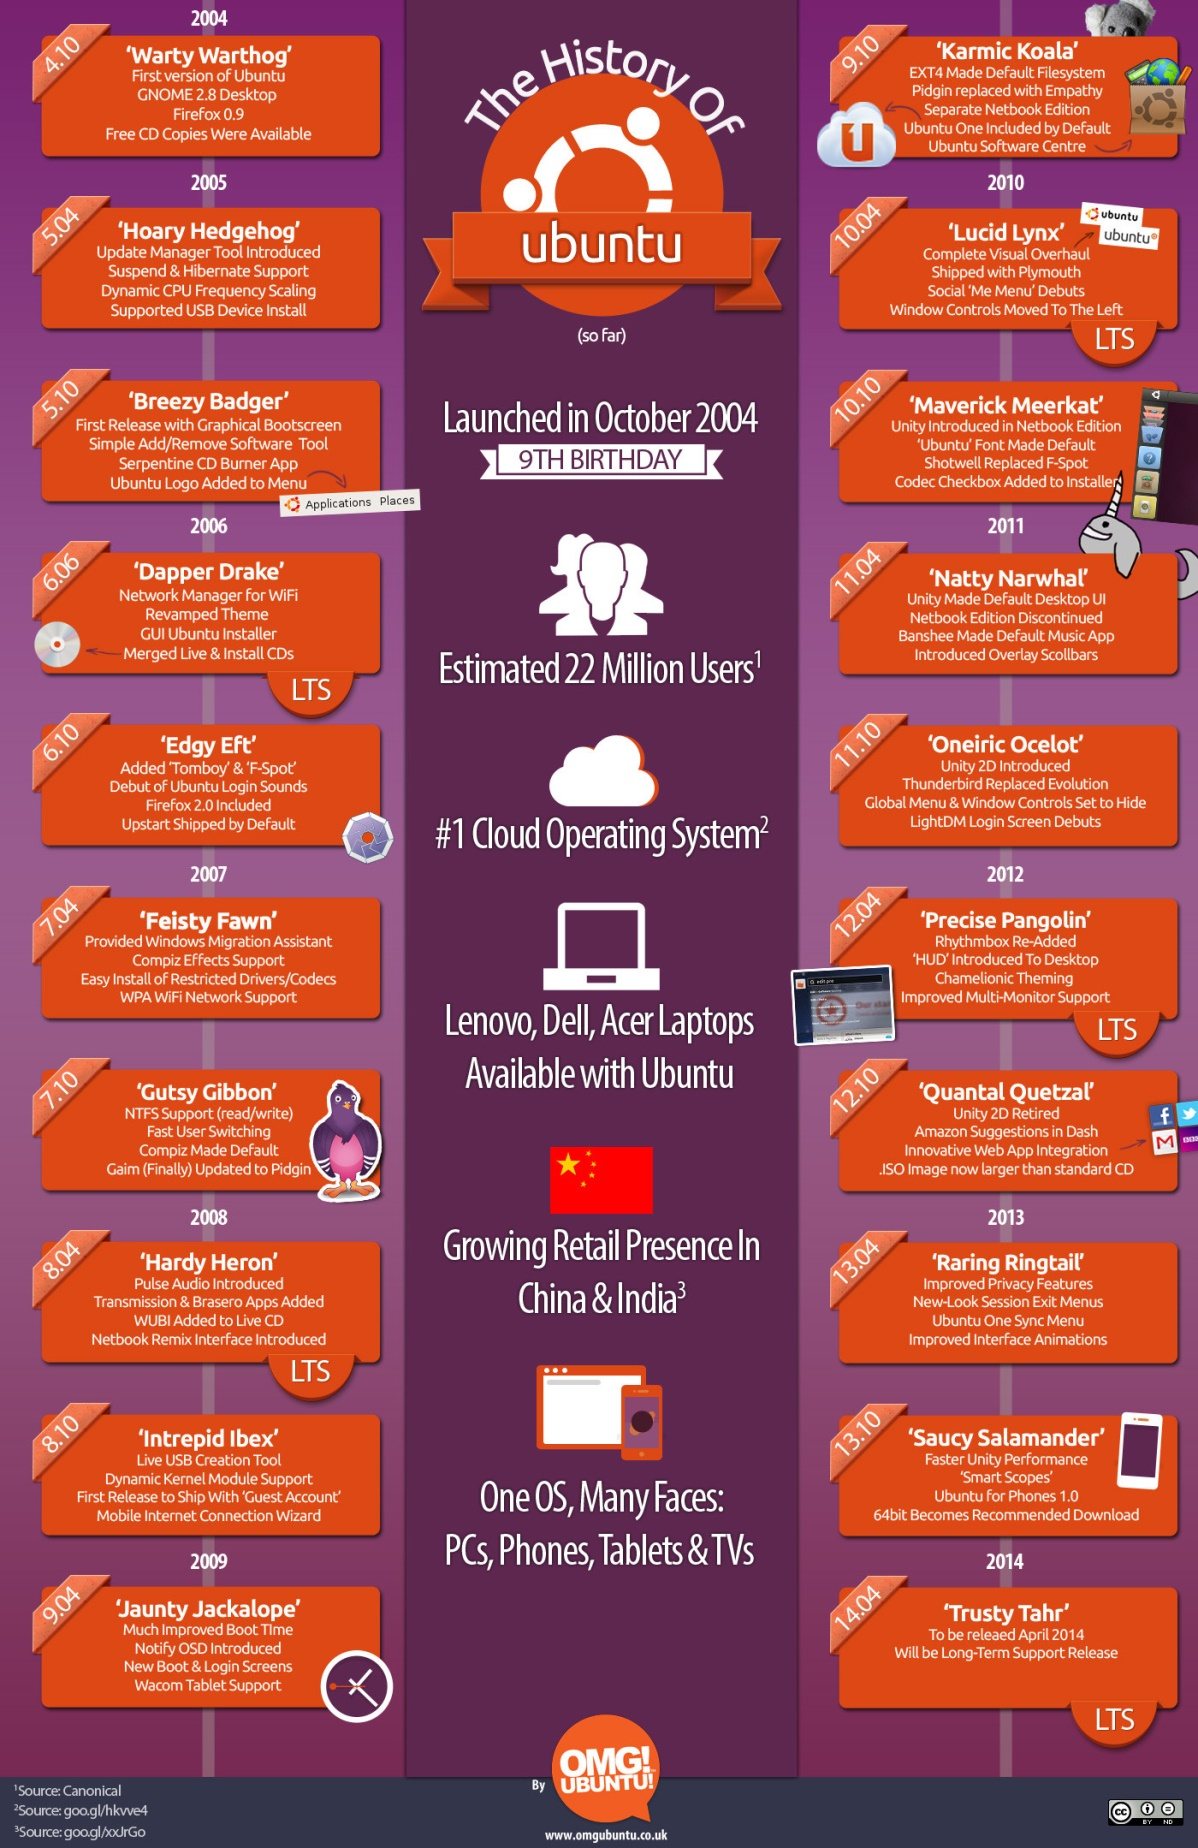 2004
4.10
'Warty Warthog'
First version of Ubuntu
GNOME 2.8 Desktop
Firefox 0.9
Free CD Copies Were Available
2005
5.04
'Hoary Hedgehog'
Update Manager Tool Introduced
Suspend & Hibernate Support
Dynamic CPU Frequency Scaling
Supported USB Device Install
5.10
'Breezy Badger'
First Release with Graphical Bootscreen
Simple Add/Remove Software Tool
Serpentine CD Burner App
Ubuntu Logo Added to Menu
Applications Places
2006
6.06
'Dapper Drake'
Network Manager for WiFi
Revamped Theme
GUI Ubuntu Installer
Merged Live & Install CDs
LTS
6.10
'Edgy Eft'
Added 'Tomboy' & 'F-Spot'
Debut of Ubuntu Login Sounds
Firefox 2.0 Included
Upstart Shipped by Default
2007
7.04
'Feisty Fawn'
Provided Windows Migration Assistant
Compiz Effects Support
Easy Install of Restricted Drivers/Codecs
WPA WiFi Network Support
7.10
'Gutsy Gibbon'
NTFS Support (read/write)
Fast User Switching
Compiz Made Default
Gaim (Finally) Updated to Pidgin
2008
8.04
'Hardy Heron'
Pulse Audio Introduced
Transmission & Brasero Apps Added
WUBI Added to Live CD
Netbook Remix Interface Introduced
LTS
8.10
'Intrepid Ibex'
Live USB Creation Tool
Dynamic Kernel Module Support
First Release to Ship With 'Guest Account'
Mobile Internet Connection Wizard
2009
9.04
'Jaunty Jackalope'
Much Improved Boot TIme
Notify OSD Introduced
New Boot & Login Screens
Wacom Tablet Support
The History Of
ubuntu
(so far)
Launched in October 2004
9TH BIRTHDAY
Estimated 22 Million Users¹
#1 Cloud Operating System²
Lenovo, Dell, Acer Laptops
Available with Ubuntu
Growing Retail Presence In
China & India³
One OS, Many Faces:
PCs, Phones, Tablets & TVs
9.10
'Karmic Koala'
EXT4 Made Default Filesystem
Pidgin replaced with Empathy
Separate Netbook Edition
Ubuntu One Included by Default
Ubuntu Software Centre
2010
10.04
'Lucid Lynx'
ubuntu
ubuntu
Complete Visual Overhaul
Shipped with Plymouth
Social 'Me Menu' Debuts
Window Controls Moved To The Left
LTS
10.10
'Maverick Meerkat'
Unity Introduced in Netbook Edition
'Ubuntu' Font Made Default
Shotwell Replaced F-Spot
Codec Checkbox Added to Installer
2011
11.04
'Natty Narwhal'
Unity Made Default Desktop UI
Netbook Edition Discontinued
Banshee Made Default Music App
Introduced Overlay Scollbars
11.10
'Oneiric Ocelot'
Unity 2D Introduced
Thunderbird Replaced Evolution
Global Menu & Window Controls Set to Hide
LightDM Login Screen Debuts
2012
12.04
'Precise Pangolin'
Rhythmbox Re-Added
'HUD' Introduced To Desktop
Chamelionic Theming
Improved Multi-Monitor Support
LTS
12.10
'Quantal Quetzal'
Unity 2D Retired
Amazon Suggestions in Dash
Innovative Web App Integration
.ISO Image now larger than standard CD
2013
13.04
'Raring Ringtail'
Improved Privacy Features
New-Look Session Exit Menus
Ubuntu One Sync Menu
Improved Interface Animations
13.10
'Saucy Salamander'
Faster Unity Performance
'Smart Scopes'
Ubuntu for Phones 1.0
64bit Becomes Recommended Download
2014
14.04
'Trusty Tahr'
To be releaed April 2014
Will be Long-Term Support Release
LTS
¹Source: Canonical
²Source: goo.gl/hkvve4
³Source: goo.gl/xxJrGo
By
OMG!
UBUNTU!
www.omgubuntu.co.uk
cc
BY ND